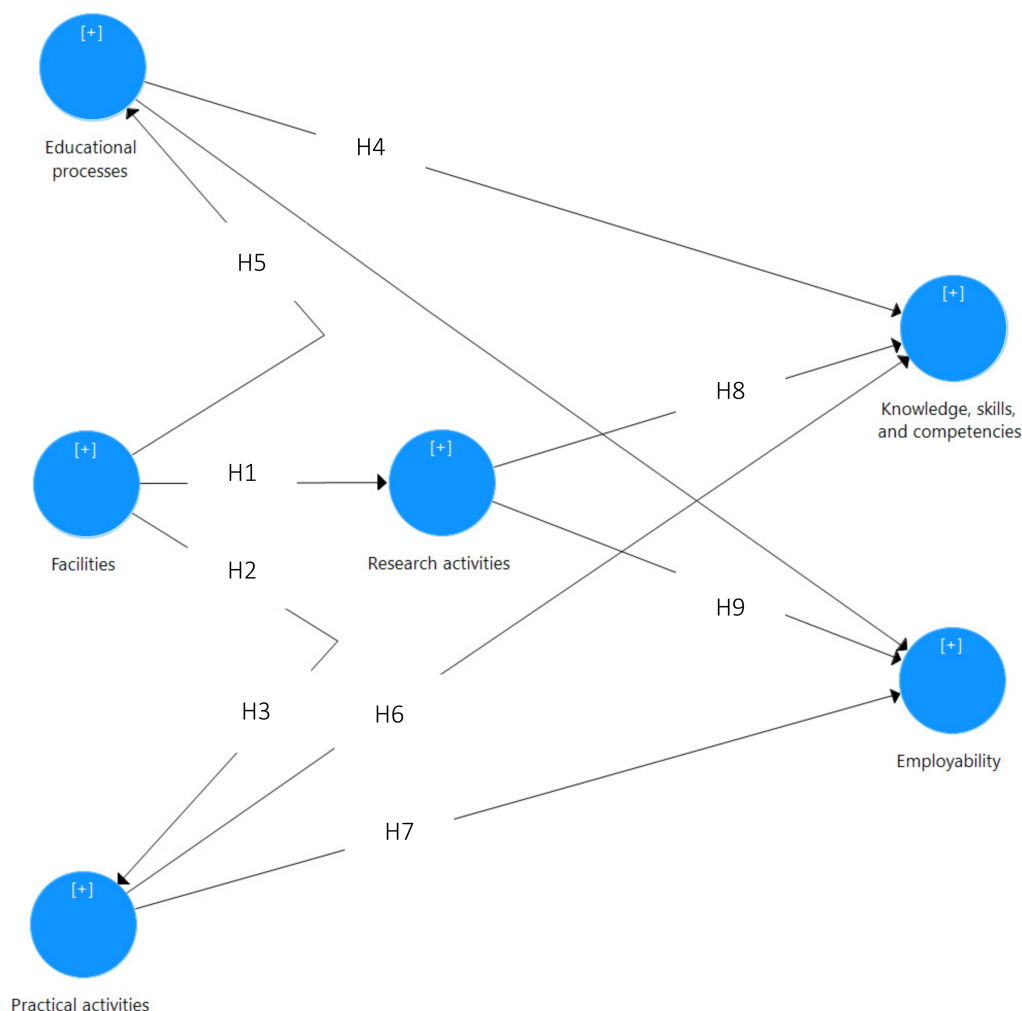 [+]
Educational
processes
H4
H5
[+]
Knowledge, skills,
and competencies
H8
[+]
Facilities
H1
[+]
Research activities
H2
H9
[+]
Employability
H3
H6
H7
[+]
Practical activities